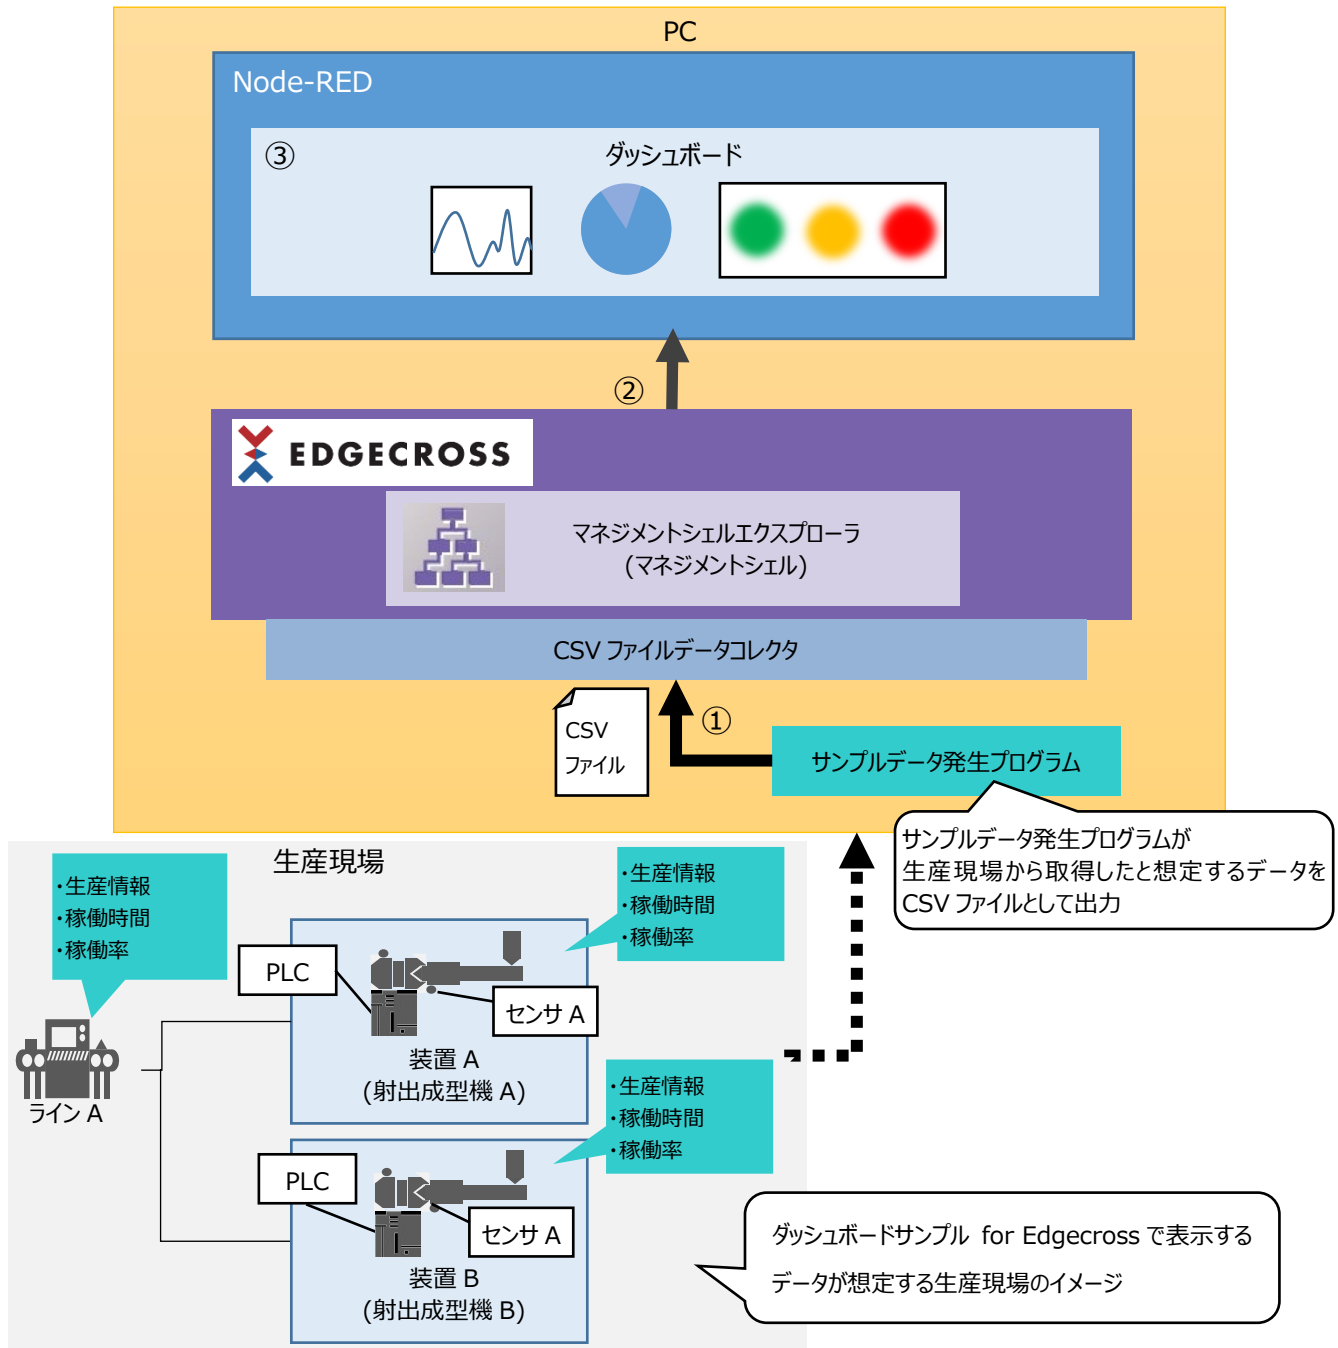 PC
Node-RED
③
ダッシュボード
②
EDGECROSS
マネジメントシェルエクスプローラ
(マネジメントシェル)
CSV ファイルデータコレクタ
CSV
ファイル
①
サンプルデータ発生プログラム
サンプルデータ発生プログラムが
生産現場から取得したと想定するデータを
CSV ファイルとして出力
生産現場
・生産情報
・稼働時間
・稼働率
・生産情報
・稼働時間
・稼働率
PLC
センサ A
装置 A
(射出成型機 A)
ライン A
・生産情報
・稼働時間
・稼働率
PLC
センサ A
装置 B
(射出成型機 B)
ダッシュボードサンプル for Edgecross で表示する
データが想定する生産現場のイメージ